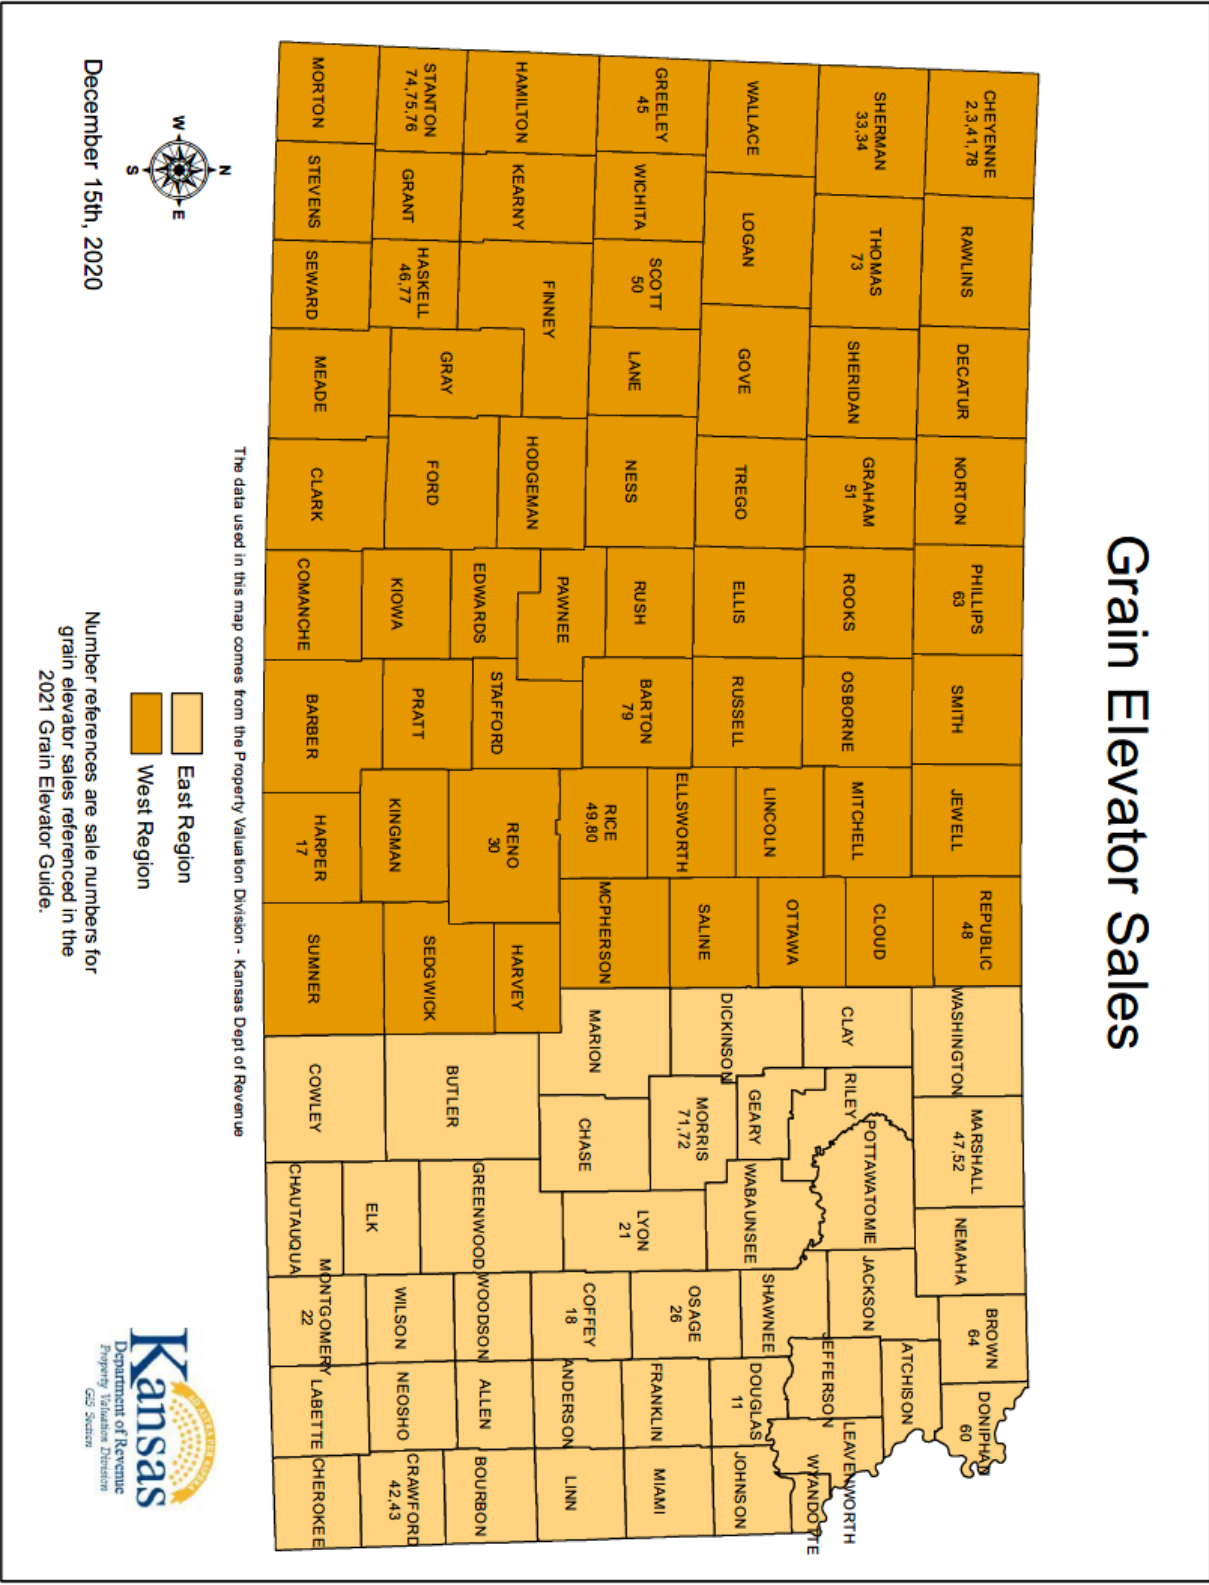 Grain Elevator Sales
CHEYENNE
2,3,41,78
RAWLINS
DECATUR
NORTON
PHILLIPS
63
SMITH
JEWELL
REPUBLIC
48
WASHINGTON
MARSHALL
47,52
NEMAHA
BROWN
64
DONIPHAN
60
SHERMAN
33,34
THOMAS
73
SHERIDAN
GRAHAM
51
ROOKS
OSBORNE
MITCHELL
CLOUD
CLAY
RILEY
POTTAWATOMIE
JACKSON
ATCHISON
JEFFERSON
LEAVENWORTH
WYANDOTTE
WALLACE
LOGAN
GOVE
TREGO
ELLIS
RUSSELL
LINCOLN
OTTAWA
SALINE
DICKINSON
GEARY
WABAUNSEE
SHAWNEE
DOUGLAS
11
JOHNSON
GREELEY
45
WICHITA
SCOTT
50
LANE
NESS
RUSH
BARTON
79
ELLSWORTH
RICE
49,80
MCPHERSON
MARION
MORRIS
71,72
CHASE
LYON
21
OSAGE
26
FRANKLIN
MIAMI
HAMILTON
KEARNY
FINNEY
HODGEMAN
PAWNEE
EDWARDS
STAFFORD
RENO
30
HARVEY
COFFEY
18
ANDERSON
LINN
STANTON
74,75,76
GRANT
HASKELL
46,77
GRAY
FORD
KIOWA
PRATT
KINGMAN
SEDGWICK
BUTLER
GREENWOOD
WOODSON
ALLEN
BOURBON
ELK
WILSON
NEOSHO
CRAWFORD
42,43
MORTON
STEVENS
SEWARD
MEADE
CLARK
COMANCHE
BARBER
HARPER
17
SUMNER
COWLEY
CHAUTAUQUA
MONTGOMERY
22
LABETTE
CHEROKEE
The data used in this map comes from the Property Valuation Division - Kansas Dept of Revenue
N
W
E
S
December 15th, 2020
East Region
West Region
Number references are sale numbers for
grain elevator sales referenced in the
2021 Grain Elevator Guide.
Kansas
Department of Revenue
Property Valuation Division
GIS Section